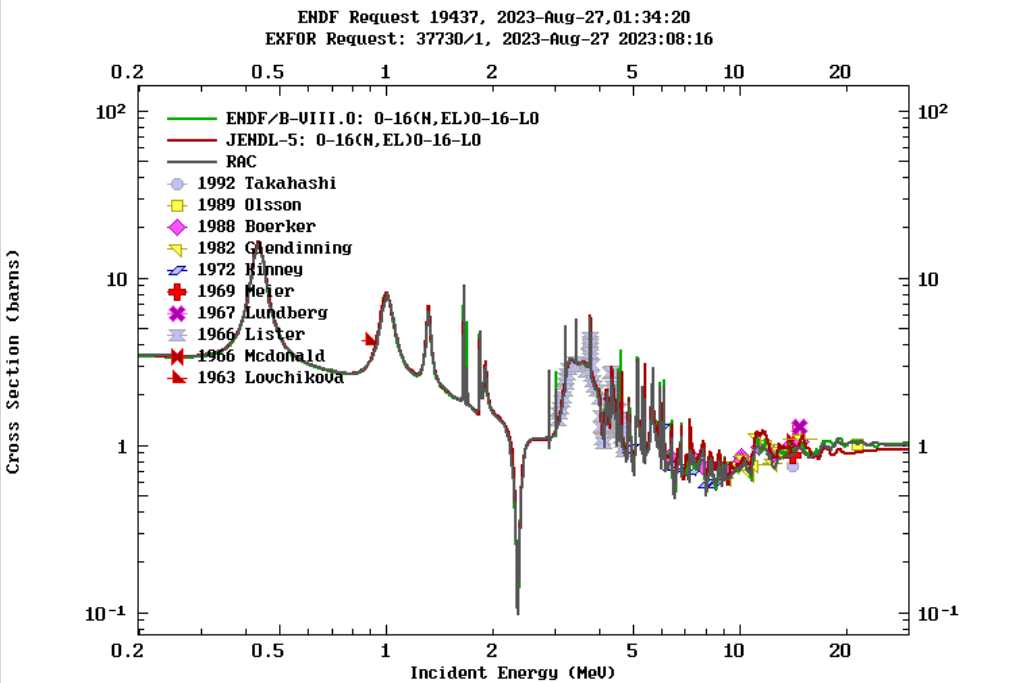 ENDF Request 19437, 2023-Aug-27,01:34:20
EXFOR Request: 37730/1, 2023-Aug-27 2023:08:16
0.2 0.5 1 2 5 10 20
10² 10²
ENDF/B-VIII.0: O-16(N,EL)O-16-L0
JENDL-5: O-16(N,EL)O-16-L0
RAC
1992 Takahashi
1989 Olsson
1988 Boerker
1982 Glendinning
1972 Kinney
10 10
1969 Meier
1967 Lundberg
1966 Lister
1966 Mcdonald
1963 Lovchikova
Cross Section (barns)
1 1
10⁻¹ 10⁻¹
0.2 0.5 1 2 5 10 20
Incident Energy (MeV)